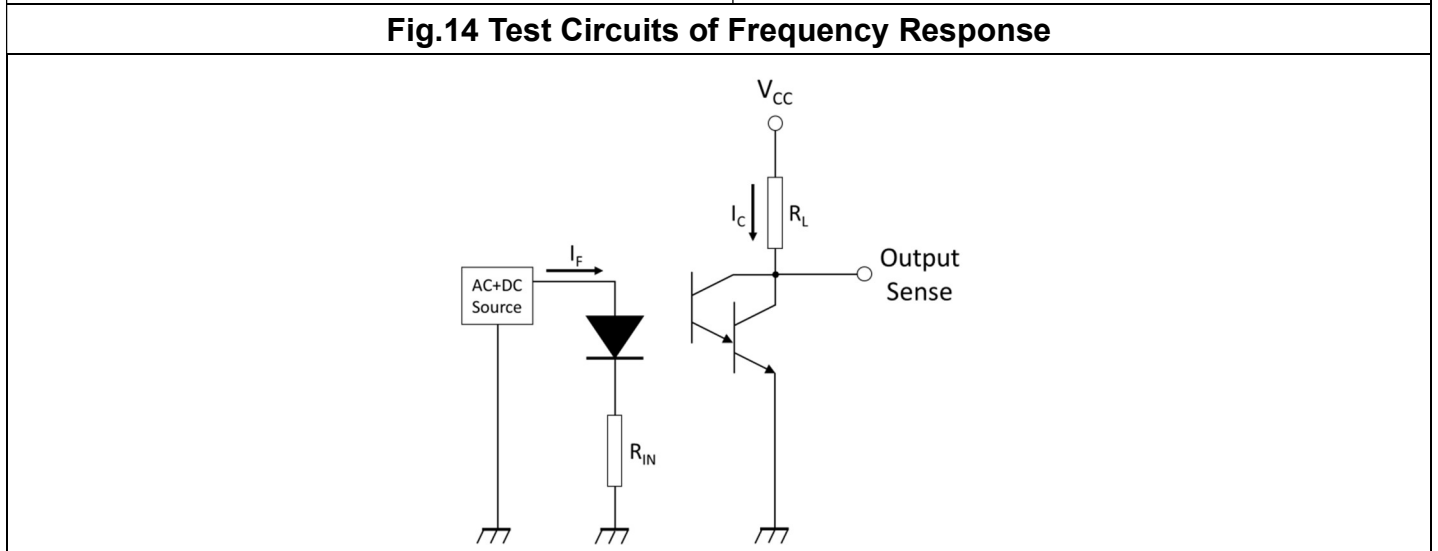 Fig.14 Test Circuits of Frequency Response
V_CC
I_C
R_L
Output
Sense
I_F
AC+DC
Source
R_IN